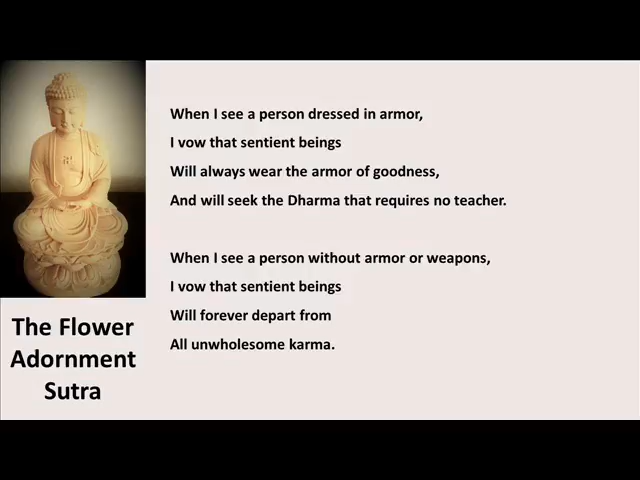 When I see a person dressed in armor,
I vow that sentient beings
Will always wear the armor of goodness,
And will seek the Dharma that requires no teacher.
When I see a person without armor or weapons,
I vow that sentient beings
Will forever depart from
All unwholesome karma.
The Flower
Adornment
Sutra